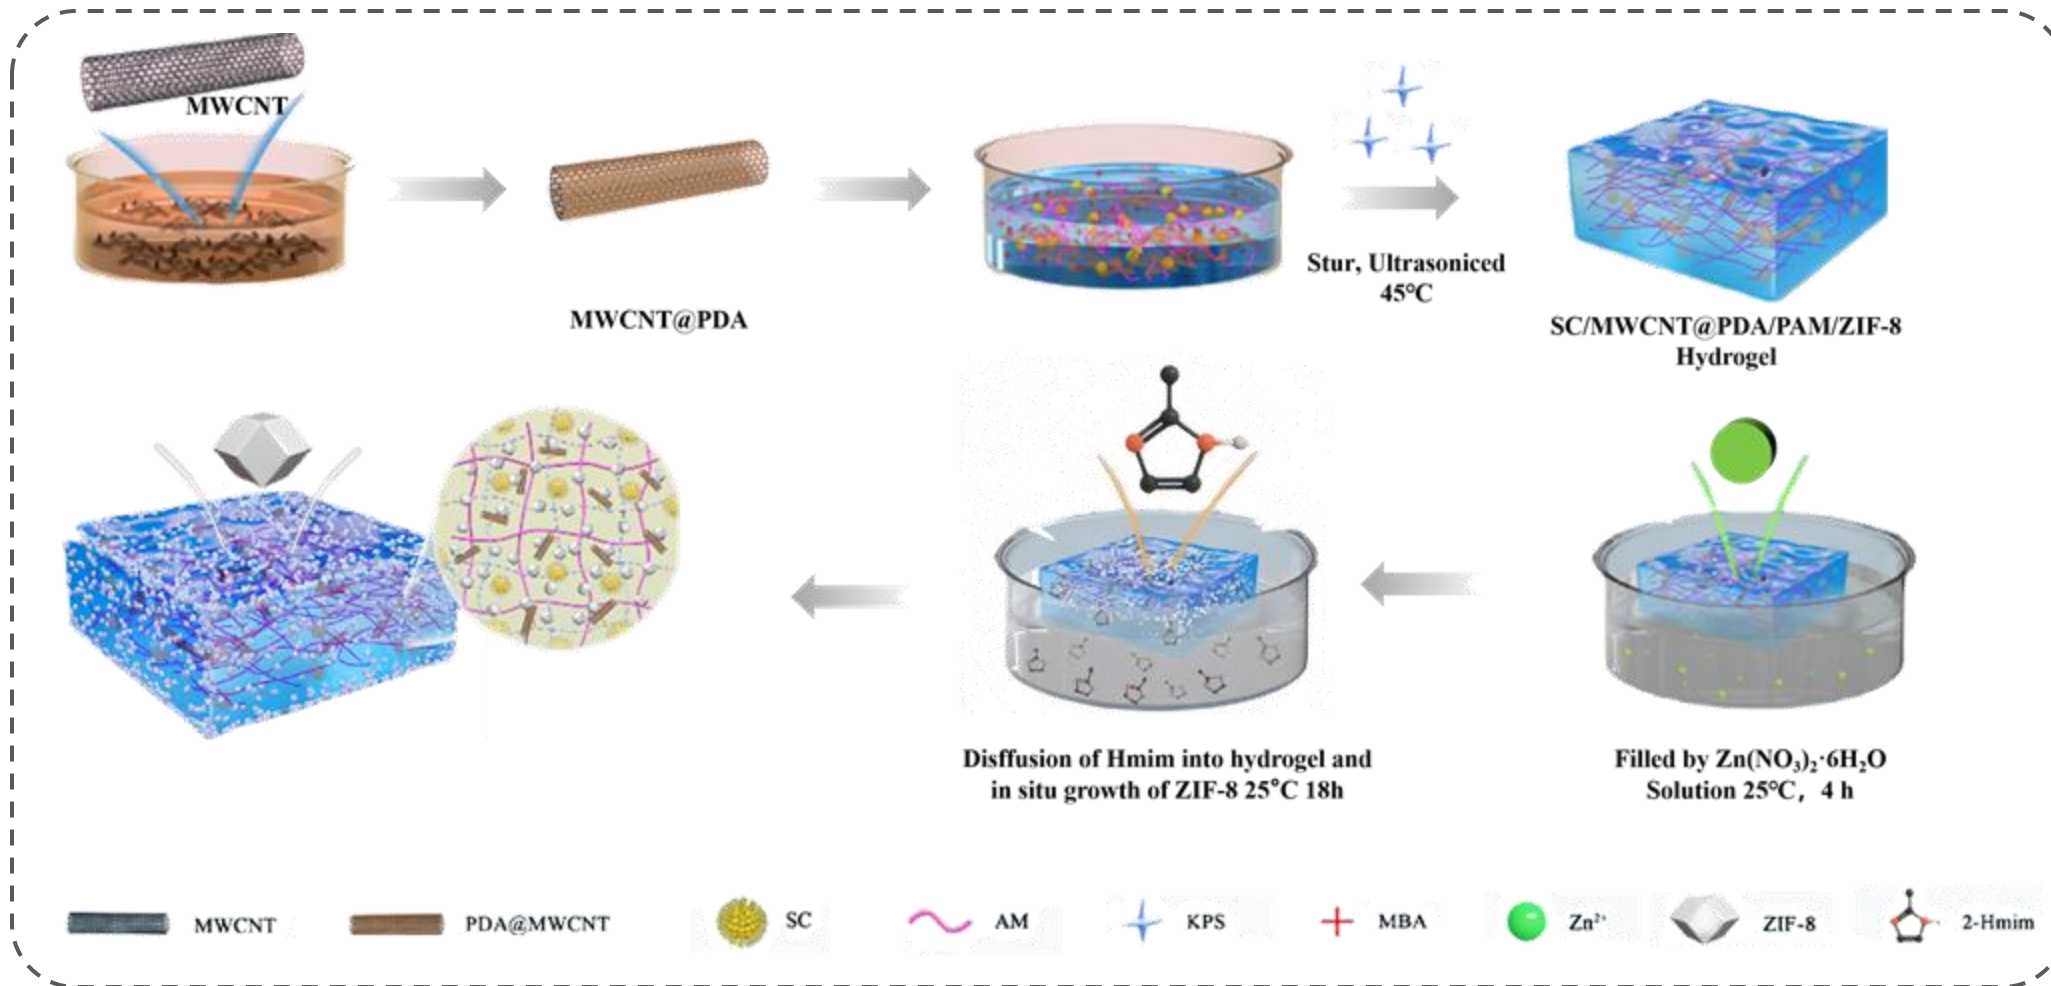 MWCNT
MWCNT@PDA
Stur, Ultrasoniced
45℃
SC/MWCNT@PDA/PAM/ZIF-8
Hydrogel
Disffusion of Hmim into hydrogel and
in situ growth of ZIF-8 25°C 18h
Filled by Zn(NO₃)₂·6H₂O
Solution 25℃, 4 h
MWCNT
PDA@MWCNT
SC
AM
KPS
MBA
Zn²⁺
ZIF-8
2-Hmim